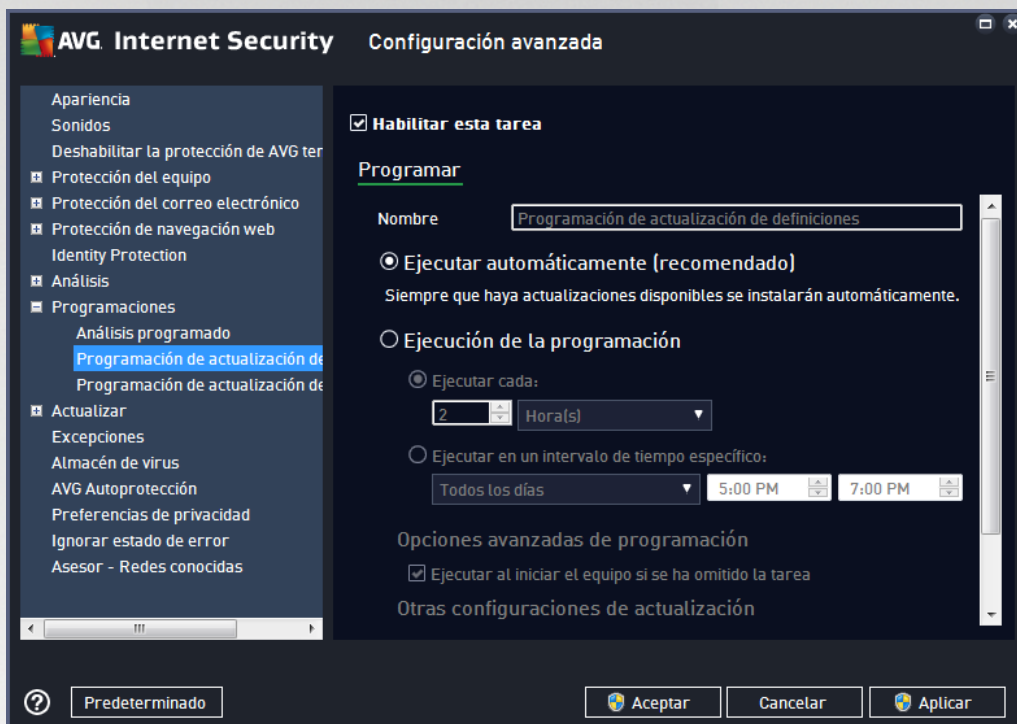 AVG. Internet Security
Configuración avanzada
Apariencia
Sonidos
Deshabilitar la protección de AVG ter
Protección del equipo
Protección del correo electrónico
Protección de navegación web
Identity Protection
Análisis
Programaciones
Análisis programado
Programación de actualización de
Programación de actualización de
Actualizar
Excepciones
Almacén de virus
AVG Autoprotección
Preferencias de privacidad
Ignorar estado de error
Asesor - Redes conocidas
Habilitar esta tarea
Programar
Nombre Programación de actualización de definiciones
Ejecutar automáticamente (recomendado)
Siempre que haya actualizaciones disponibles se instalarán automáticamente.
Ejecución de la programación
Ejecutar cada:
2 Hora(s)
Ejecutar en un intervalo de tiempo específico:
Todos los días 5:00 PM 7:00 PM
Opciones avanzadas de programación
Ejecutar al iniciar el equipo si se ha omitido la tarea
Otras configuraciones de actualización
? Predeterminado Aceptar Cancelar Aplicar